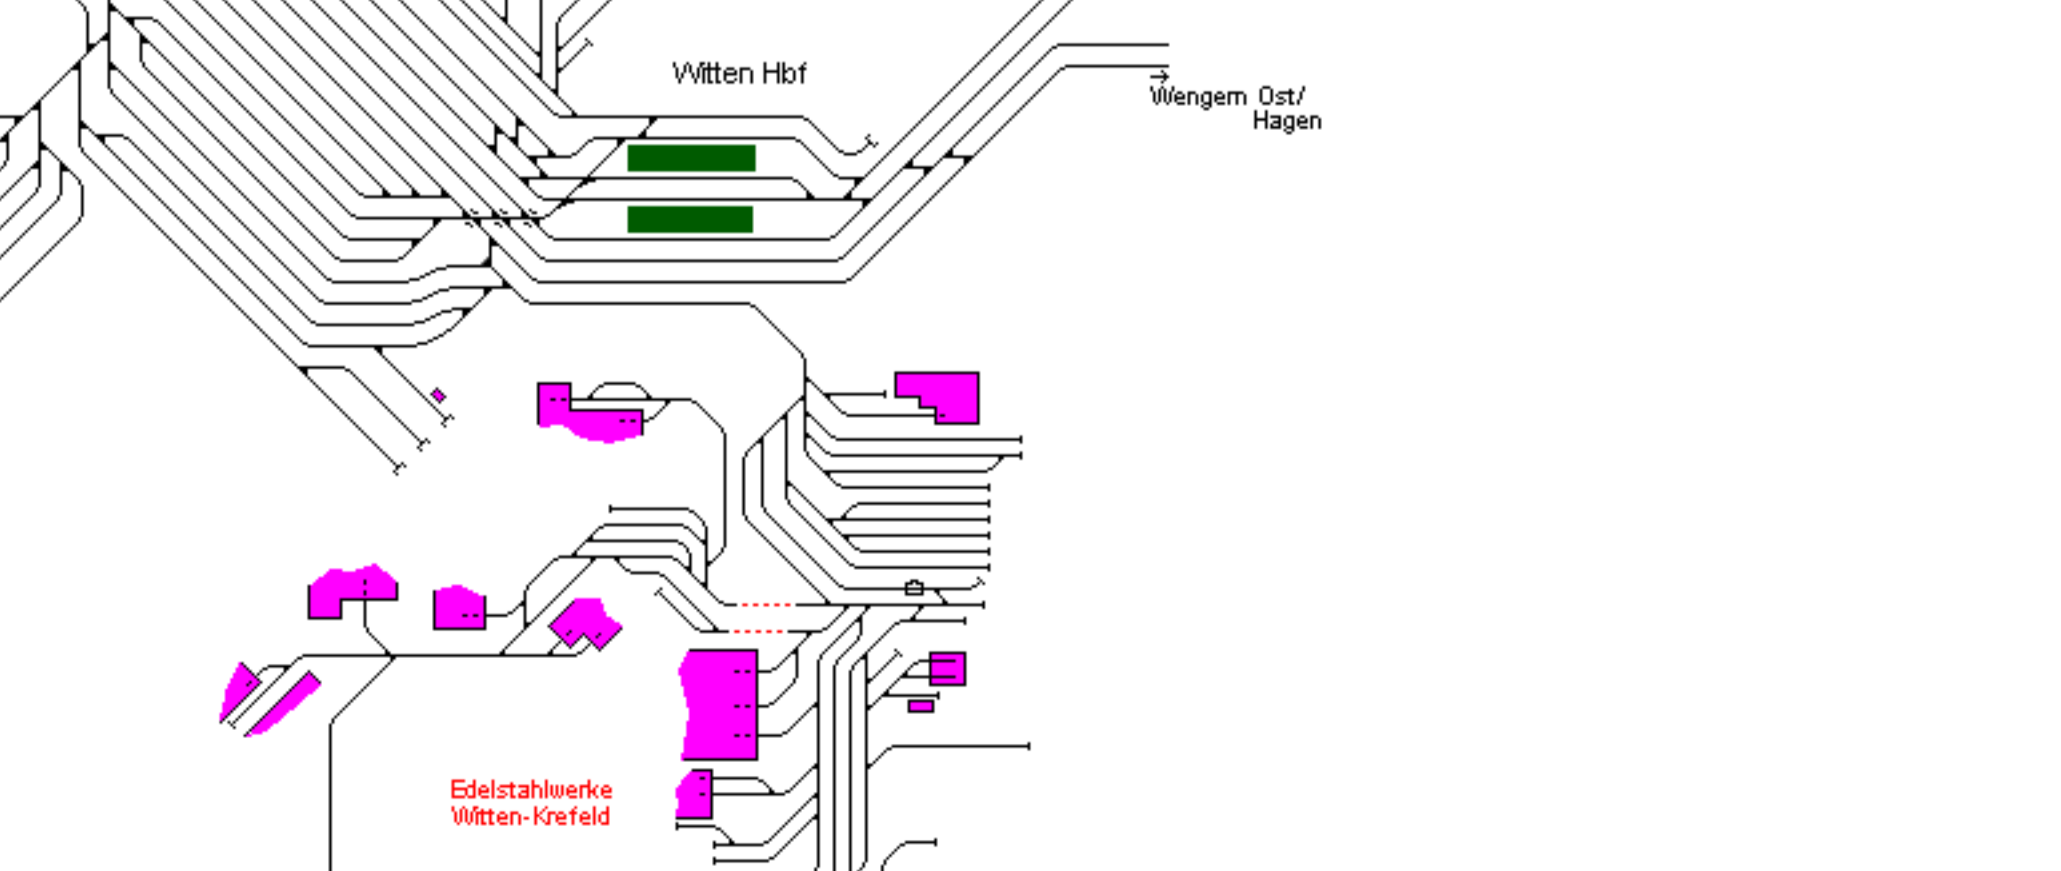 Witten Hbf
Wengern Ost/
Hagen
Edelstahlwerke
Witten-Krefeld